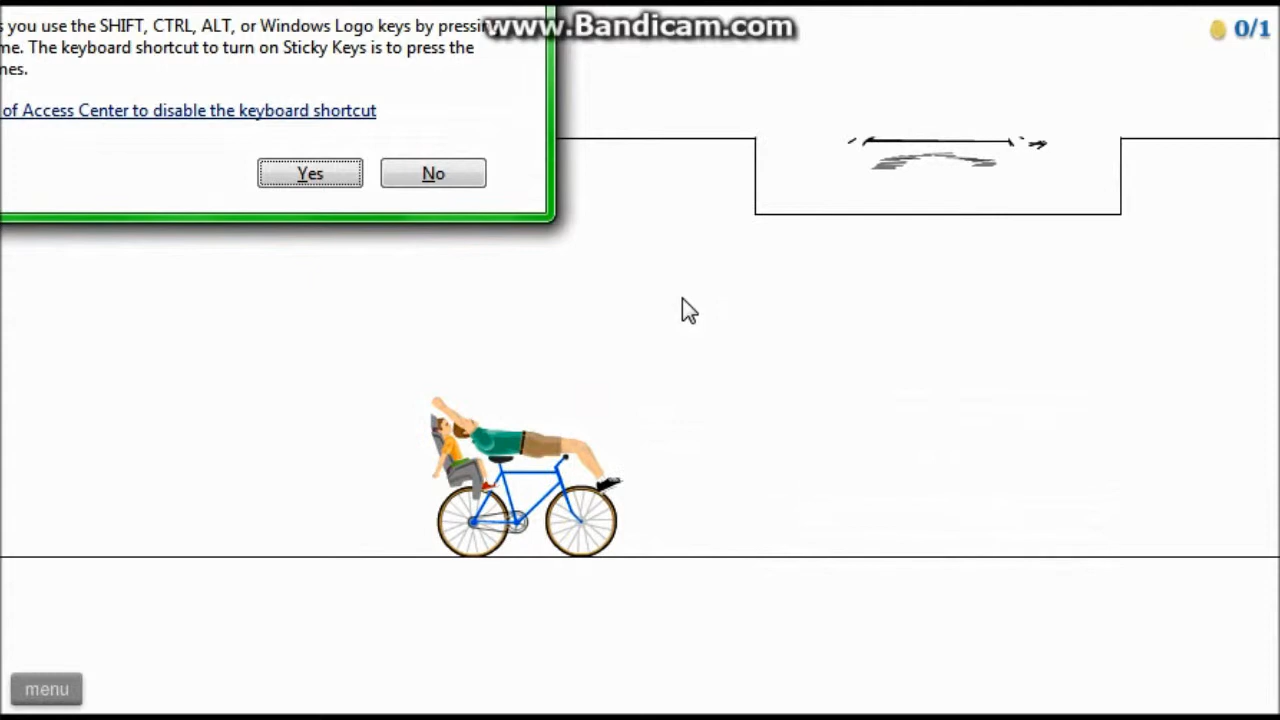 www.Bandicam.com
0/1
s you use the SHIFT, CTRL, ALT, or Windows Logo keys by pressin
me. The keyboard shortcut to turn on Sticky Keys is to press the
mes.
of Access Center to disable the keyboard shortcut
Yes No
menu